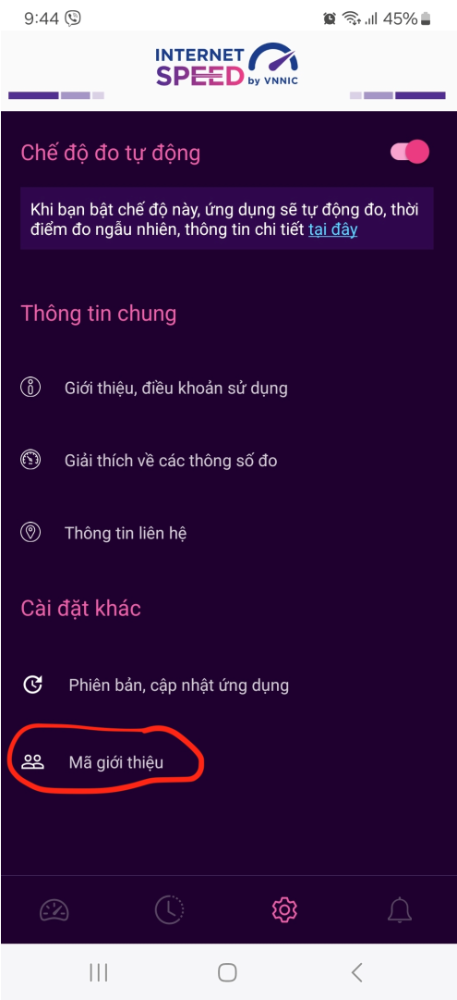 9:44
45%
INTERNET
SPEED by VNNIC
Chế độ đo tự động
Khi bạn bật chế độ này, ứng dụng sẽ tự động đo, thời
điểm đo ngẫu nhiên, thông tin chi tiết tại đây
Thông tin chung
Giới thiệu, điều khoản sử dụng
Giải thích về các thông số đo
Thông tin liên hệ
Cài đặt khác
Phiên bản, cập nhật ứng dụng
Mã giới thiệu